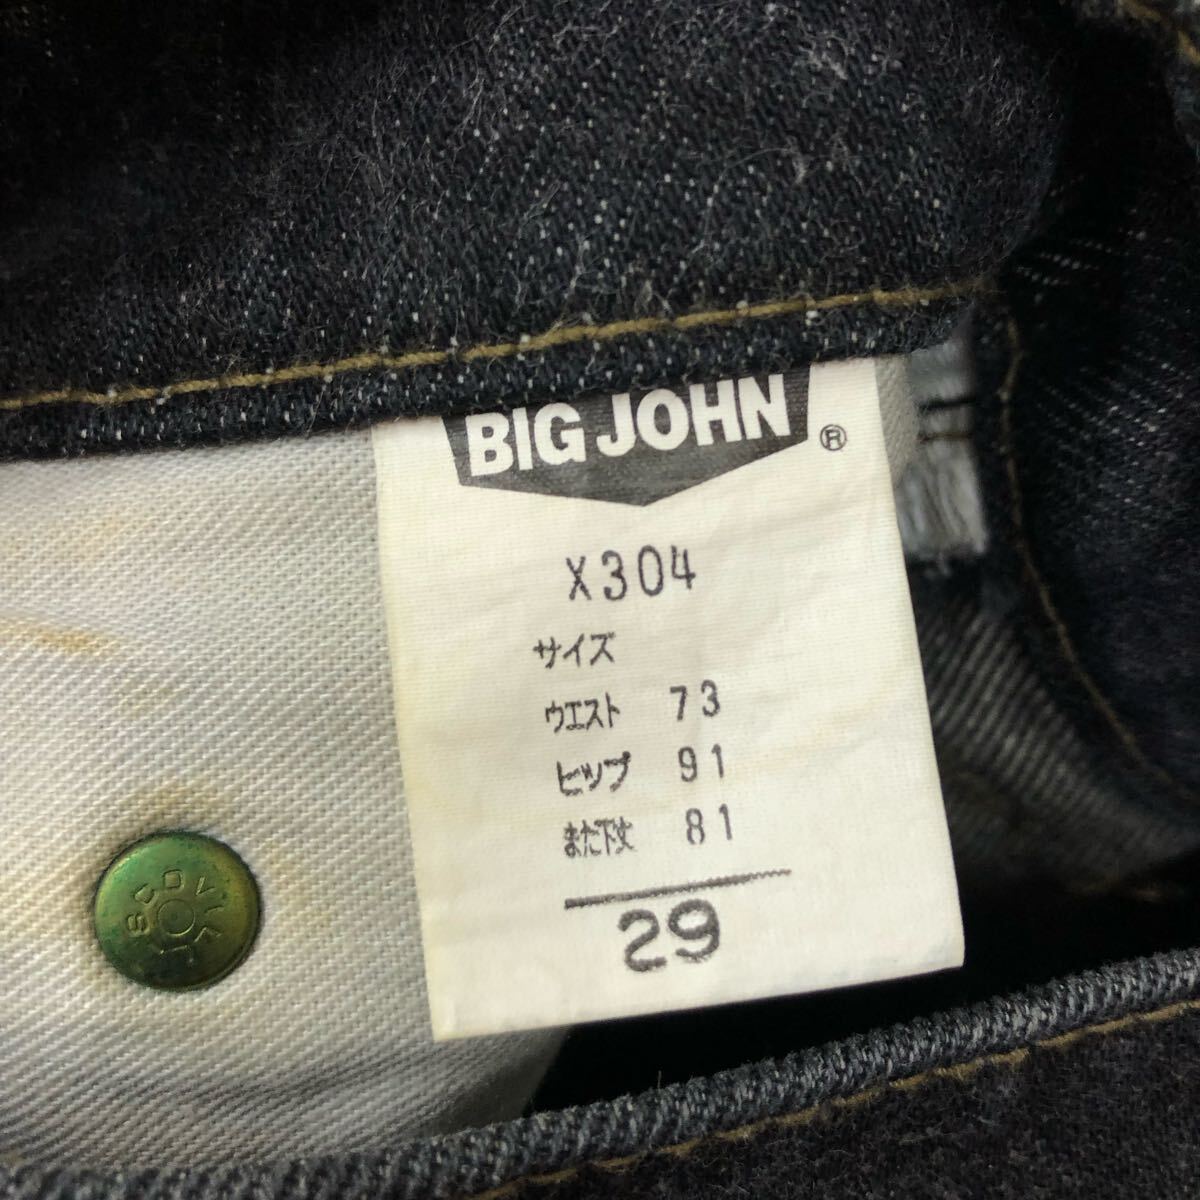 BIG JOHN ®
X304
サイズ
ウエスト 73
ヒップ 91
また下丈 81
29
SCOVILL